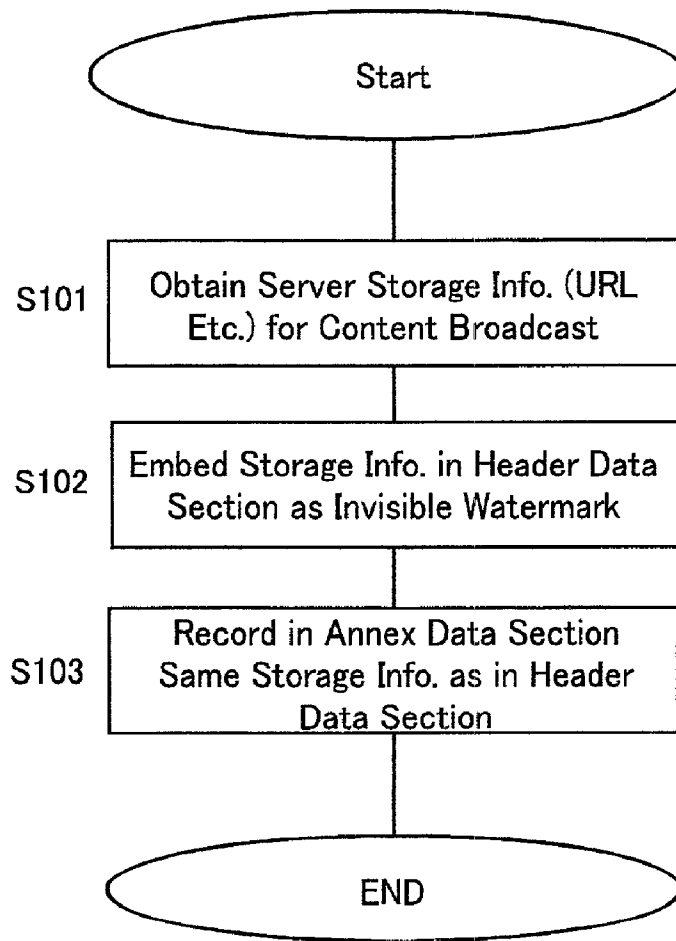 Start
S101
Obtain Server Storage Info. (URL
Etc.) for Content Broadcast
S102
Embed Storage Info. in Header Data
Section as Invisible Watermark
S103
Record in Annex Data Section
Same Storage Info. as in Header
Data Section
END